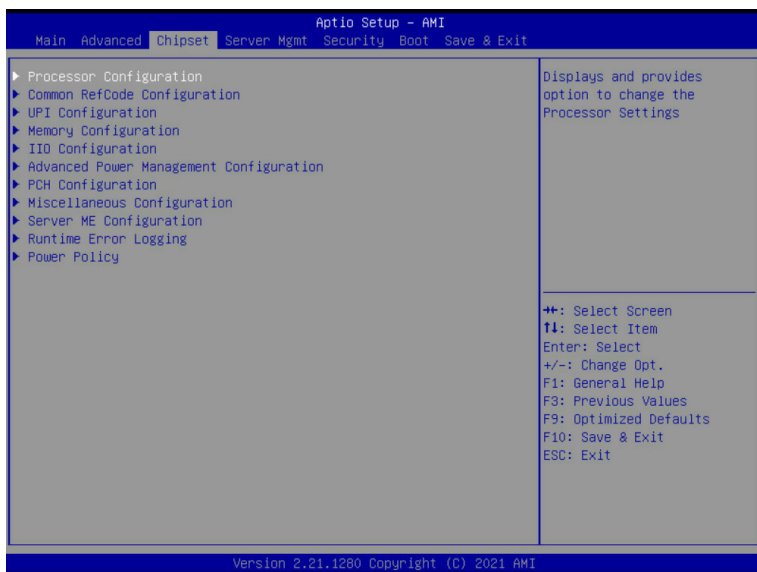 Aptio Setup – AMI
Main Advanced Chipset Server Mgmt Security Boot Save & Exit
▶ Processor Configuration
▶ Common RefCode Configuration
▶ UPI Configuration
▶ Memory Configuration
▶ IIO Configuration
▶ Advanced Power Management Configuration
▶ PCH Configuration
▶ Miscellaneous Configuration
▶ Server ME Configuration
▶ Runtime Error Logging
▶ Power Policy
Displays and provides
option to change the
Processor Settings
→←: Select Screen
↑↓: Select Item
Enter: Select
+/-: Change Opt.
F1: General Help
F3: Previous Values
F9: Optimized Defaults
F10: Save & Exit
ESC: Exit
Version 2.21.1280 Copyright (C) 2021 AMI